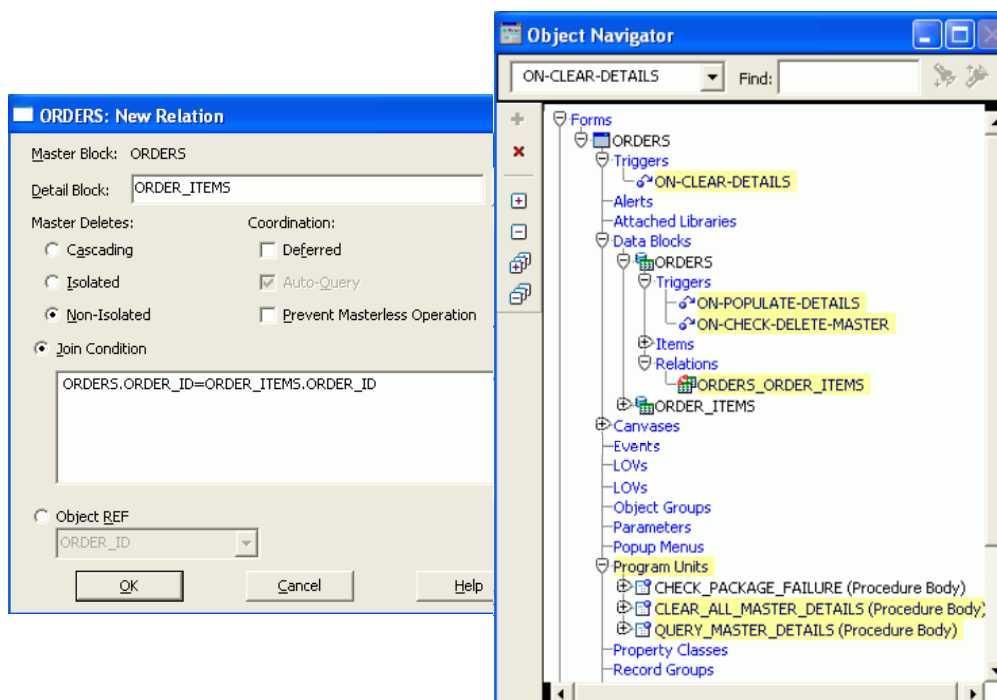 ORDERS: New Relation
Master Block: ORDERS
Detail Block: ORDER_ITEMS
Master Deletes: Coordination:
Cascading Deferred
Isolated Auto-Query
Non-Isolated Prevent Masterless Operation
Join Condition
ORDERS.ORDER_ID=ORDER_ITEMS.ORDER_ID
Object REF
ORDER_ID
OK Cancel Help
Object Navigator
ON-CLEAR-DETAILS Find:
Forms
ORDERS
Triggers
ON-CLEAR-DETAILS
Alerts
Attached Libraries
Data Blocks
ORDERS
Triggers
ON-POPULATE-DETAILS
ON-CHECK-DELETE-MASTER
Items
Relations
ORDERS_ORDER_ITEMS
ORDER_ITEMS
Canvases
Events
LOVs
LOVs
Object Groups
Parameters
Popup Menus
Program Units
CHECK_PACKAGE_FAILURE (Procedure Body)
CLEAR_ALL_MASTER_DETAILS (Procedure Body)
QUERY_MASTER_DETAILS (Procedure Body)
Property Classes
Record Groups